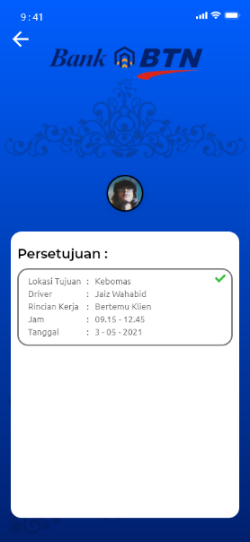 9:41
Bank BTN
Persetujuan :
Lokasi Tujuan : Kebomas
Driver : Jaiz Wahabid
Rincian Kerja : Bertemu Klien
Jam : 09.15 - 12.45
Tanggal : 3 - 05 - 2021